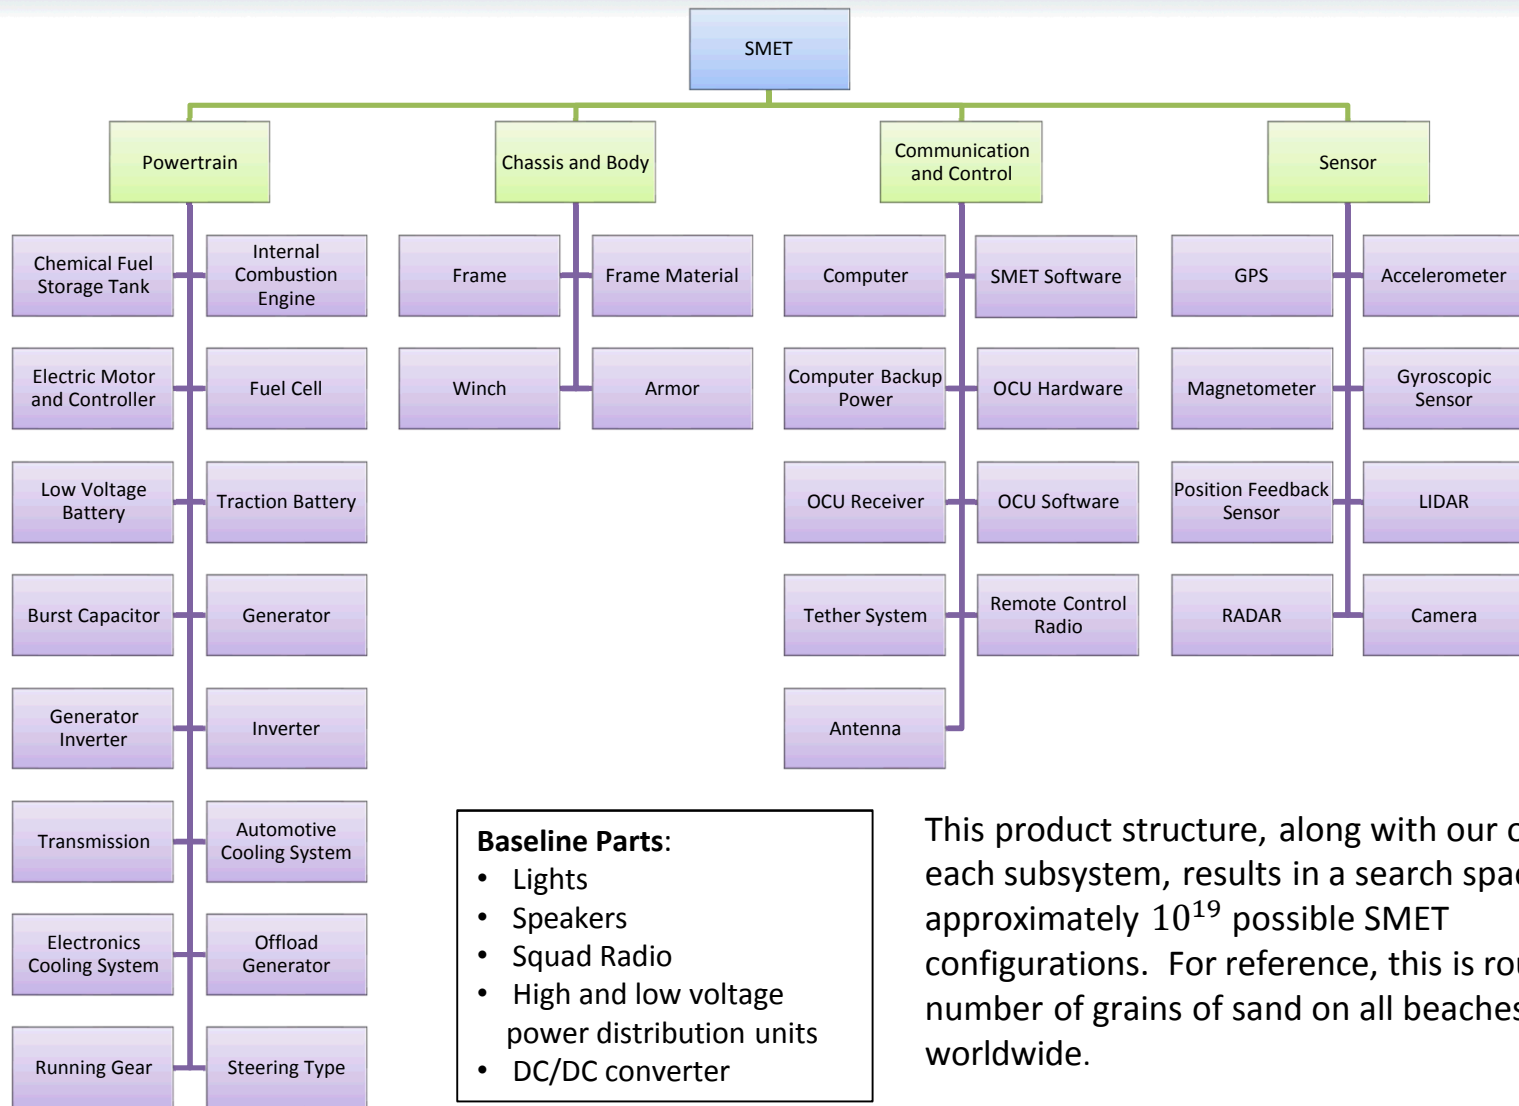 SMET
Powertrain
Chassis and Body
Communication
and Control
Sensor
Chemical Fuel
Storage Tank
Internal
Combustion
Engine
Electric Motor
and Controller
Fuel Cell
Low Voltage
Battery
Traction Battery
Burst Capacitor
Generator
Generator
Inverter
Inverter
Transmission
Automotive
Cooling System
Electronics
Cooling System
Offload
Generator
Running Gear
Steering Type
Frame
Frame Material
Winch
Armor
Computer
SMET Software
Computer Backup
Power
OCU Hardware
OCU Receiver
OCU Software
Tether System
Remote Control
Radio
Antenna
GPS
Accelerometer
Magnetometer
Gyroscopic
Sensor
Position Feedback
Sensor
LIDAR
RADAR
Camera
Baseline Parts:
• Lights
• Speakers
• Squad Radio
• High and low voltage
power distribution units
• DC/DC converter
This product structure, along with our
each subsystem, results in a search
approximately 10¹⁹ possible SMET
configurations. For reference, this is
number of grains of sand on all beaches
worldwide.